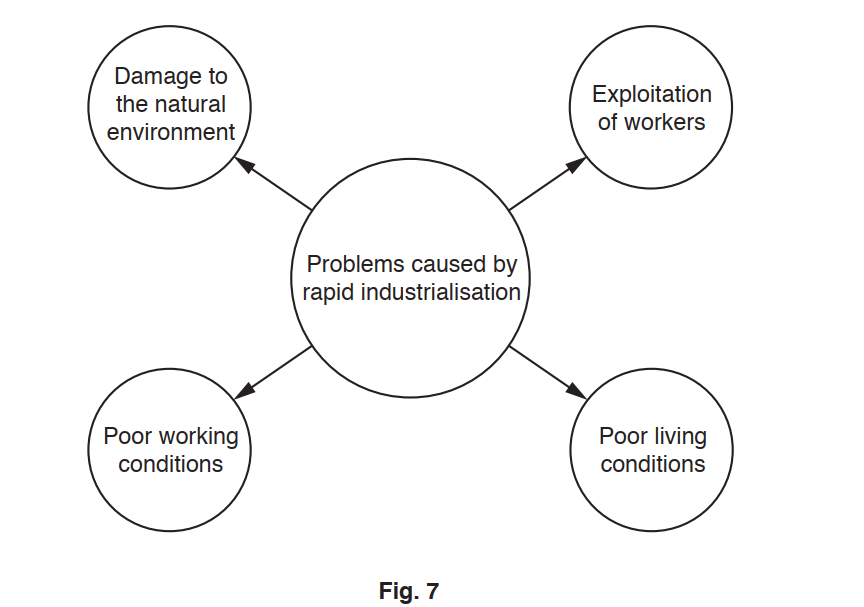 Damage to
the natural
environment
Exploitation
of workers
Problems caused by
rapid industrialisation
Poor working
conditions
Poor living
conditions
Fig. 7